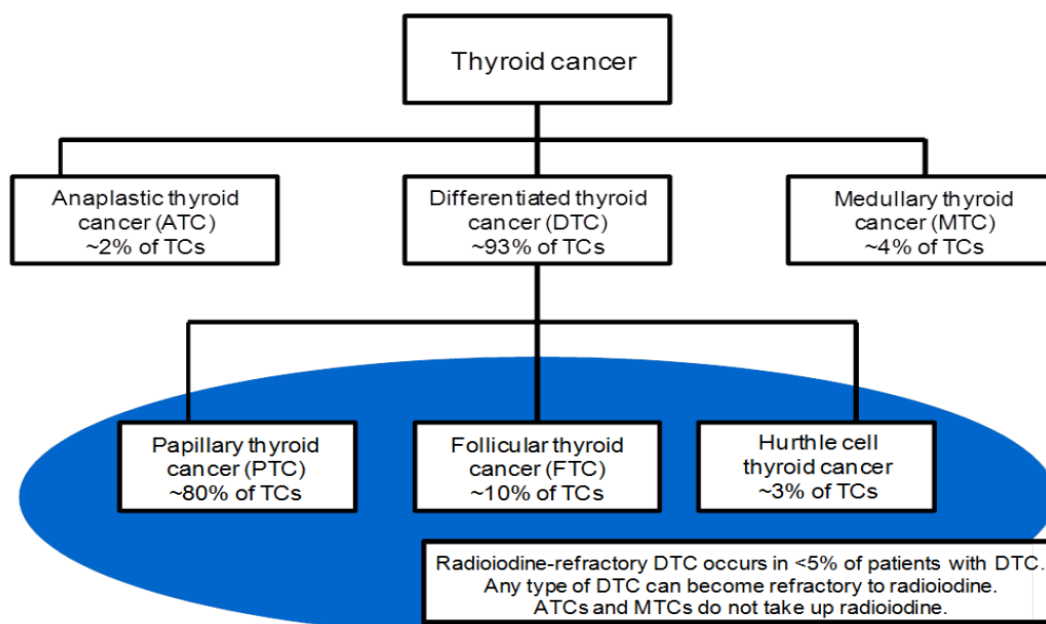 Thyroid cancer
Anaplastic thyroid
cancer (ATC)
~2% of TCs
Differentiated thyroid
cancer (DTC)
~93% of TCs
Medullary thyroid
cancer (MTC)
~4% of TCs
Papillary thyroid
cancer (PTC)
~80% of TCs
Follicular thyroid
cancer (FTC)
~10% of TCs
Hurthle cell
thyroid cancer
~3% of TCs
Radioiodine-refractory DTC occurs in <5% of patients with DTC.
Any type of DTC can become refractory to radioiodine.
ATCs and MTCs do not take up radioiodine.